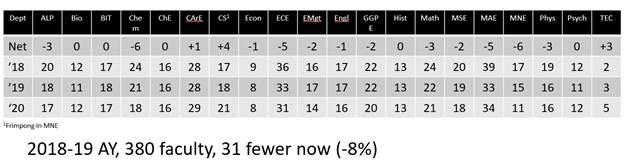 Dept ALP Bio BIT Chem ChE CArE CS¹ Econ ECE EMgt Engl GGPE Hist Math MSE MAE MNE Phys Psych TEC
Net -3 0 0 -6 0 +1 +4 -1 -5 -2 -1 -2 0 -3 -2 -5 -6 -3 0 +3
'18 20 12 17 24 16 28 17 9 36 16 17 22 13 24 20 39 17 19 12 2
'19 18 11 18 21 16 28 18 8 33 17 17 22 13 22 19 33 15 16 11 3
'20 17 12 17 18 16 29 21 8 31 14 16 20 13 21 18 34 11 16 12 5
¹Frimpong in MNE
2018-19 AY, 380 faculty, 31 fewer now (-8%)